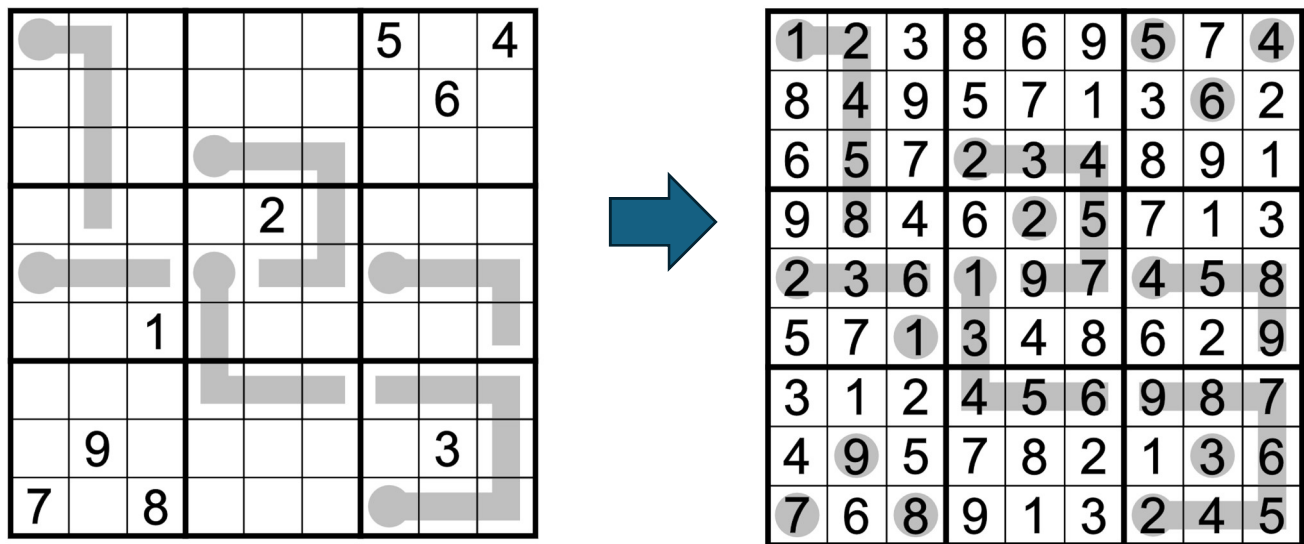 5 4
6
2
1
9 3
7 8
1 2 3 8 6 9 5 7 4
8 4 9 5 7 1 3 6 2
6 5 7 2 3 4 8 9 1
9 8 4 6 2 5 7 1 3
2 3 6 1 9 7 4 5 8
5 7 1 3 4 8 6 2 9
3 1 2 4 5 6 9 8 7
4 9 5 7 8 2 1 3 6
7 6 8 9 1 3 2 4 5